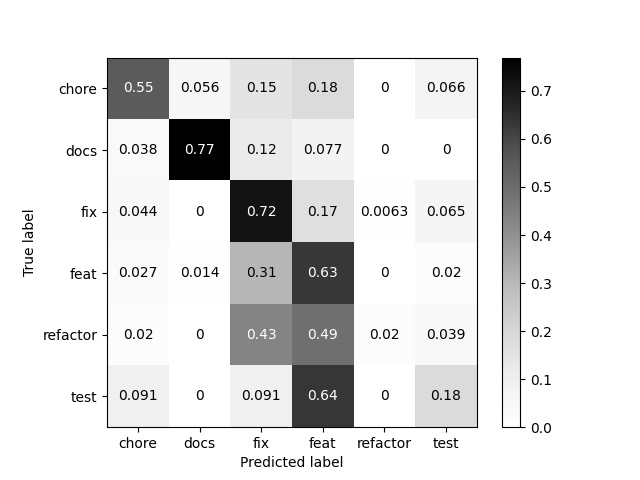 chore 0.55 0.056 0.15 0.18 0 0.066
docs 0.038 0.77 0.12 0.077 0 0
fix 0.044 0 0.72 0.17 0.0063 0.065
feat 0.027 0.014 0.31 0.63 0 0.02
refactor 0.02 0 0.43 0.49 0.02 0.039
test 0.091 0 0.091 0.64 0 0.18
chore docs fix feat refactor test
Predicted label
True label
0.7
0.6
0.5
0.4
0.3
0.2
0.1
0.0